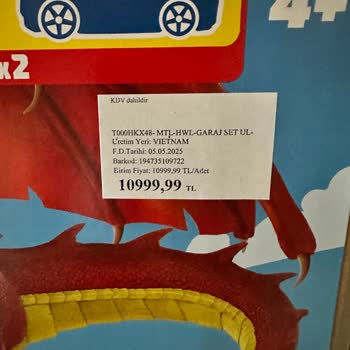 4+
x2
KDV dahildir
T000HKX48- MTL-HWL-GARAJ SET UL-
Üretim Yeri: VIETNAM
F.D.Tarihi: 05.05.2025
Barkod: 194735109722
Birim Fiyat: 10999,99 TL/Adet
10999,99 TL